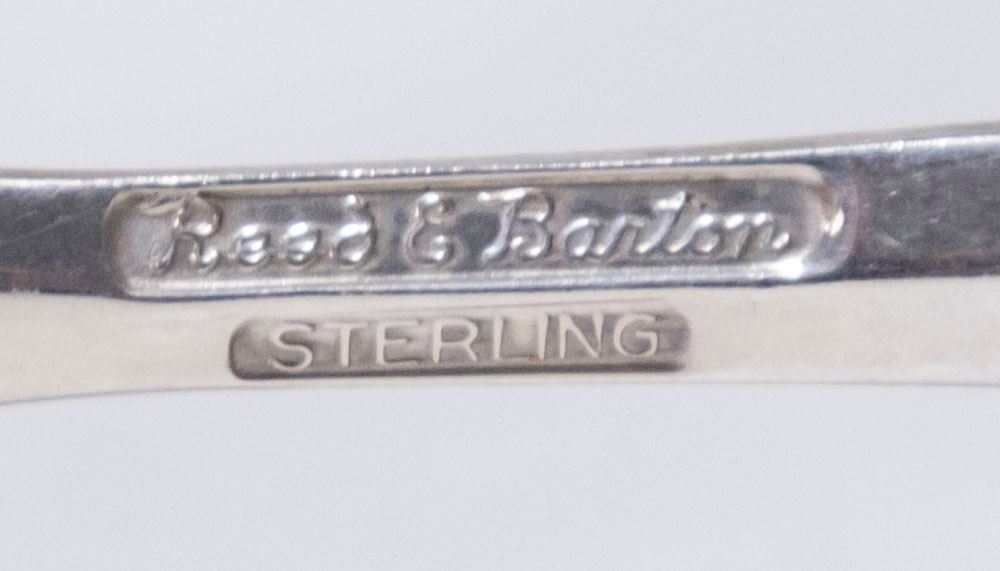 Reed & Barton
STERLING